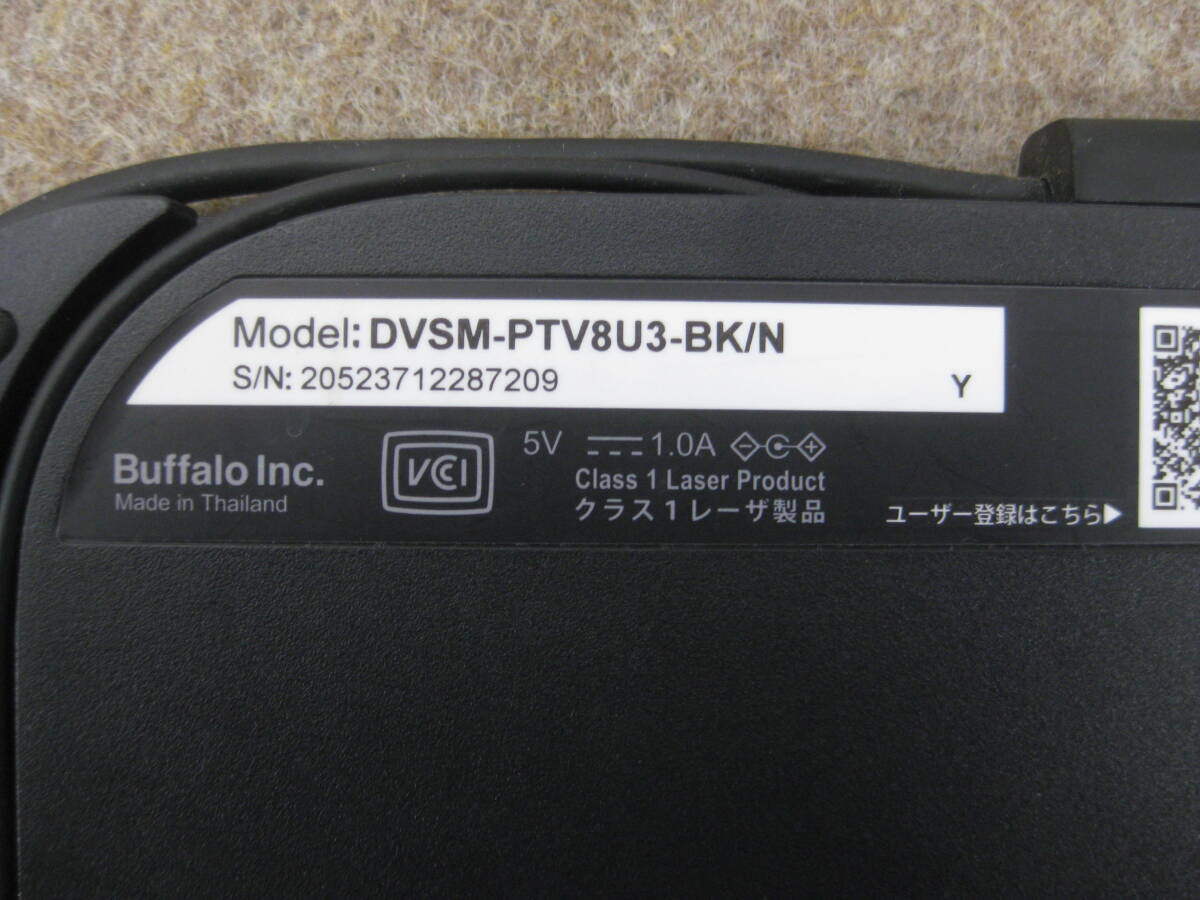 Model: DVSM-PTV8U3-BK/N
S/N: 20523712287209
Y
Buffalo Inc.
Made in Thailand
VCCI
5V 1.0A
Class 1 Laser Product
クラス1レーザ製品
ユーザー登録はこちら▶